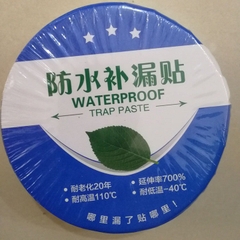 防水补漏贴
WATERPROOF
TRAP PASTE
•耐老化20年 •延伸率700%
•耐高温110℃ •耐低温-40℃
哪里漏了贴哪里!